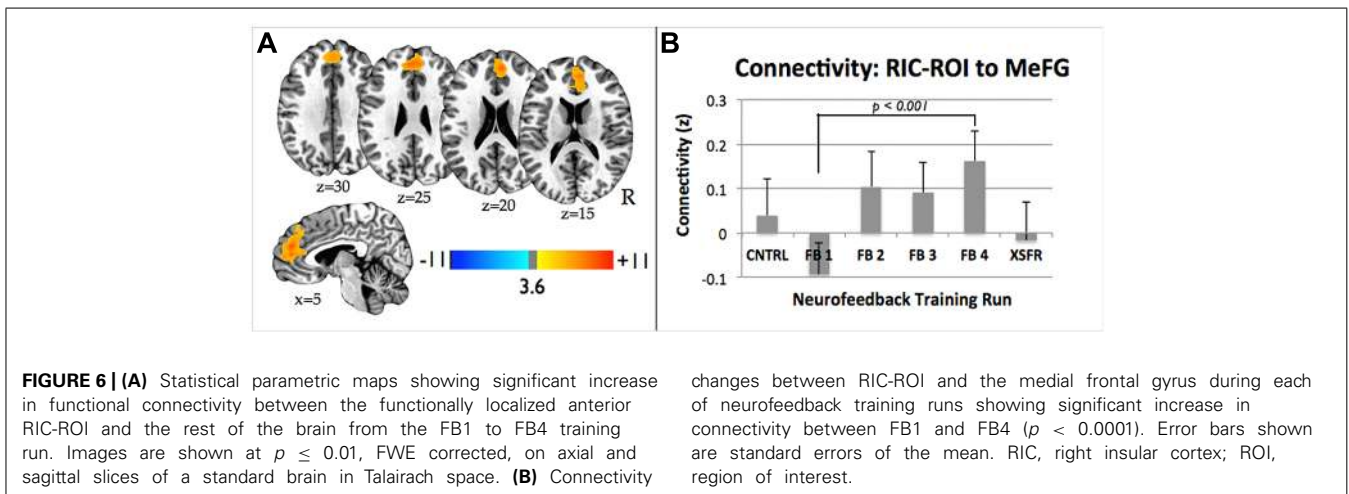 A
z=30
z=25
z=20
z=15
R
x=5
-11
+11
3.6
B
Connectivity: RIC-ROI to MeFG
p < 0.001
Connectivity (z)
0.3
0.2
0.1
0
-0.1
CNTRL FB 1 FB 2 FB 3 FB 4 XSFR
Neurofeedback Training Run
FIGURE 6 | (A) Statistical parametric maps showing significant increase
in functional connectivity between the functionally localized anterior
RIC-ROI and the rest of the brain from the FB1 to FB4 training
run. Images are shown at p ≤ 0.01, FWE corrected, on axial and
sagittal slices of a standard brain in Talairach space. (B) Connectivity
changes between RIC-ROI and the medial frontal gyrus during each
of neurofeedback training runs showing significant increase in
connectivity between FB1 and FB4 (p < 0.0001). Error bars shown
are standard errors of the mean. RIC, right insular cortex; ROI,
region of interest.